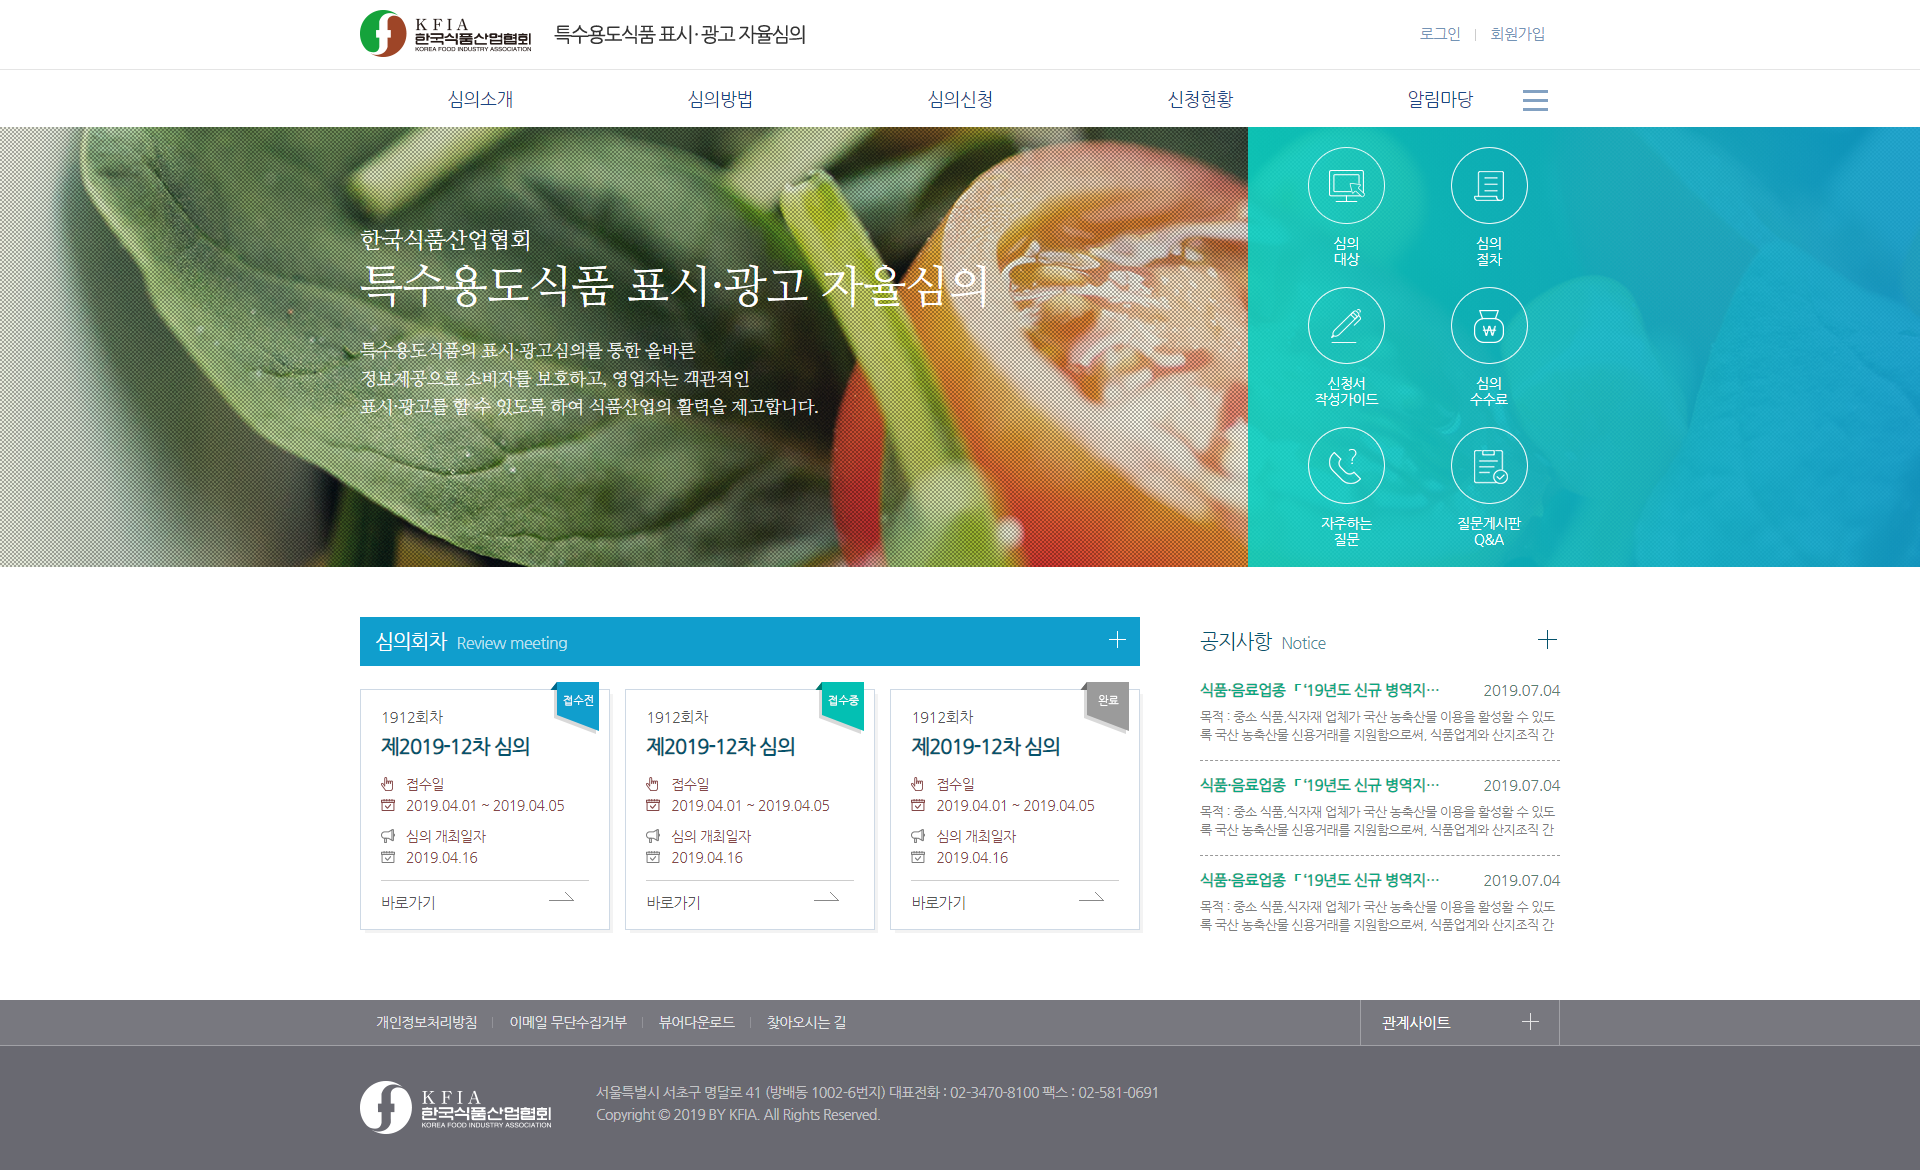 KFIA
한국식품산업협회
KOREA FOOD INDUSTRY ASSOCIATION
특수용도식품 표시·광고 자율심의
로그인
회원가입
심의소개
심의방법
심의신청
신청현황
알림마당
한국식품산업협회
특수용도식품 표시·광고 자율심의
특수용도식품의 표시·광고심의를 통한 올바른
정보제공으로 소비자를 보호하고, 영업자는 객관적인
표시·광고를 할 수 있도록 하여 식품산업의 활력을 제고합니다.
심의
대상
심의
절차
신청서
작성가이드
₩
심의
수수료
?
자주하는
질문
질문게시판
Q&A
심의회차 Review meeting
접수전
1912회차
제2019-12차 심의
접수일
2019.04.01 ~ 2019.04.05
심의 개최일자
2019.04.16
바로가기
접수중
1912회차
제2019-12차 심의
접수일
2019.04.01 ~ 2019.04.05
심의 개최일자
2019.04.16
바로가기
완료
1912회차
제2019-12차 심의
접수일
2019.04.01 ~ 2019.04.05
심의 개최일자
2019.04.16
바로가기
공지사항 Notice
식품·음료업종 「‘19년도 신규 병역지… 2019.07.04
목적 : 중소 식품,식자재 업체가 국산 농축산물 이용을 활성할 수 있도
록 국산 농축산물 신용거래를 지원함으로써, 식품업계와 산지조직 간
식품·음료업종 「‘19년도 신규 병역지… 2019.07.04
목적 : 중소 식품,식자재 업체가 국산 농축산물 이용을 활성할 수 있도
록 국산 농축산물 신용거래를 지원함으로써, 식품업계와 산지조직 간
식품·음료업종 「‘19년도 신규 병역지… 2019.07.04
목적 : 중소 식품,식자재 업체가 국산 농축산물 이용을 활성할 수 있도
록 국산 농축산물 신용거래를 지원함으로써, 식품업계와 산지조직 간
개인정보처리방침
이메일 무단수집거부
뷰어다운로드
찾아오시는 길
관계사이트
KFIA
한국식품산업협회
KOREA FOOD INDUSTRY ASSOCIATION
서울특별시 서초구 명달로 41 (방배동 1002-6번지) 대표전화 : 02-3470-8100 팩스 : 02-581-0691
Copyright © 2019 BY KFIA. All Rights Reserved.